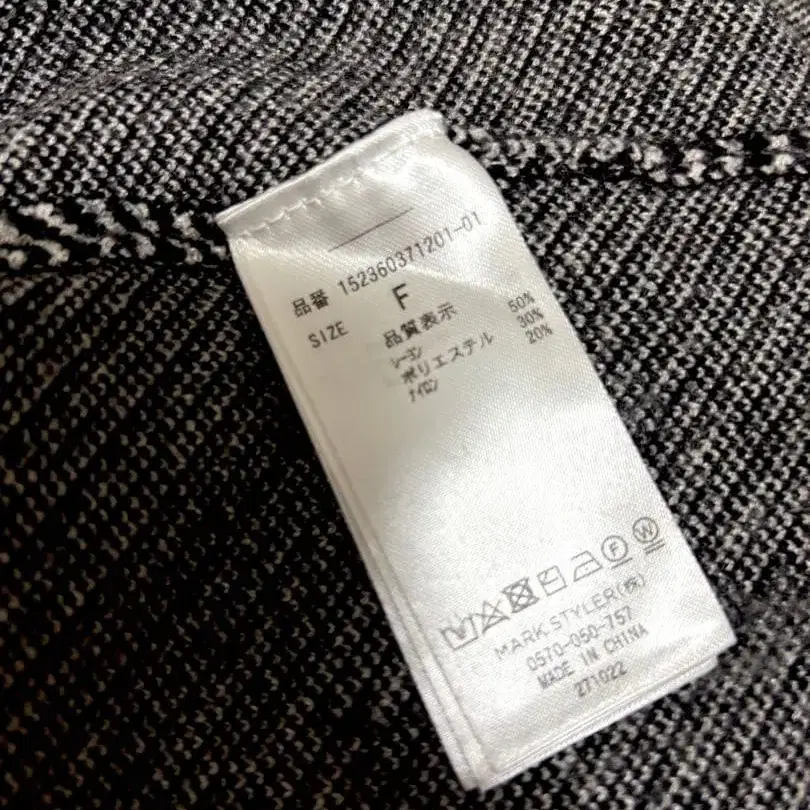 品番 152360371201-01
SIZE F
品質表示
レーヨン 50%
ポリエステル 30%
ナイロン 20%
F W
MARK STYLER(株)
0570-050-757
MADE IN CHINA
271022